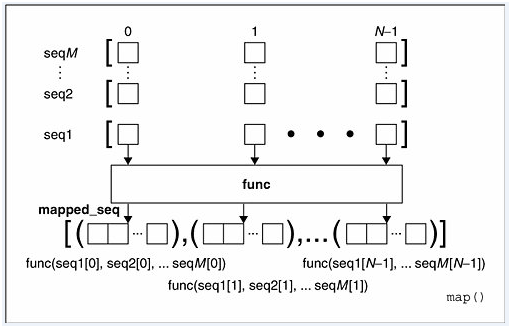 0 1 N–1
seqM [ ]
⋮ ⋮ ⋮ ⋮
seq2 [ ]
seq1 [ • • • ]
func
mapped_seq
[( ... ),( ... ),...( ... )]
func(seq1[0], seq2[0], ... seqM[0]) func(seq1[N–1], ... seqM[N–1])
func(seq1[1], seq2[1], ... seqM[1])
map()